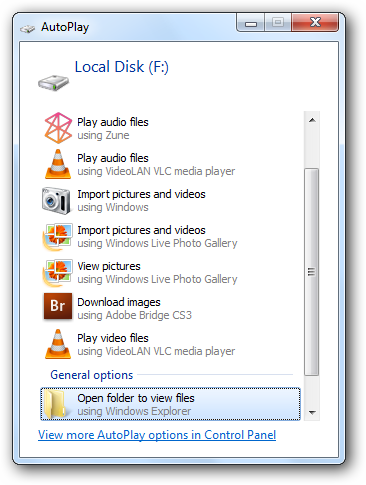 AutoPlay
Local Disk (F:)
Play audio files
using Zune
Play audio files
using VideoLAN VLC media player
Import pictures and videos
using Windows
Import pictures and videos
using Windows Live Photo Gallery
View pictures
using Windows Live Photo Gallery
Br
Download images
using Adobe Bridge CS3
Play video files
using VideoLAN VLC media player
General options
Open folder to view files
using Windows Explorer
View more AutoPlay options in Control Panel